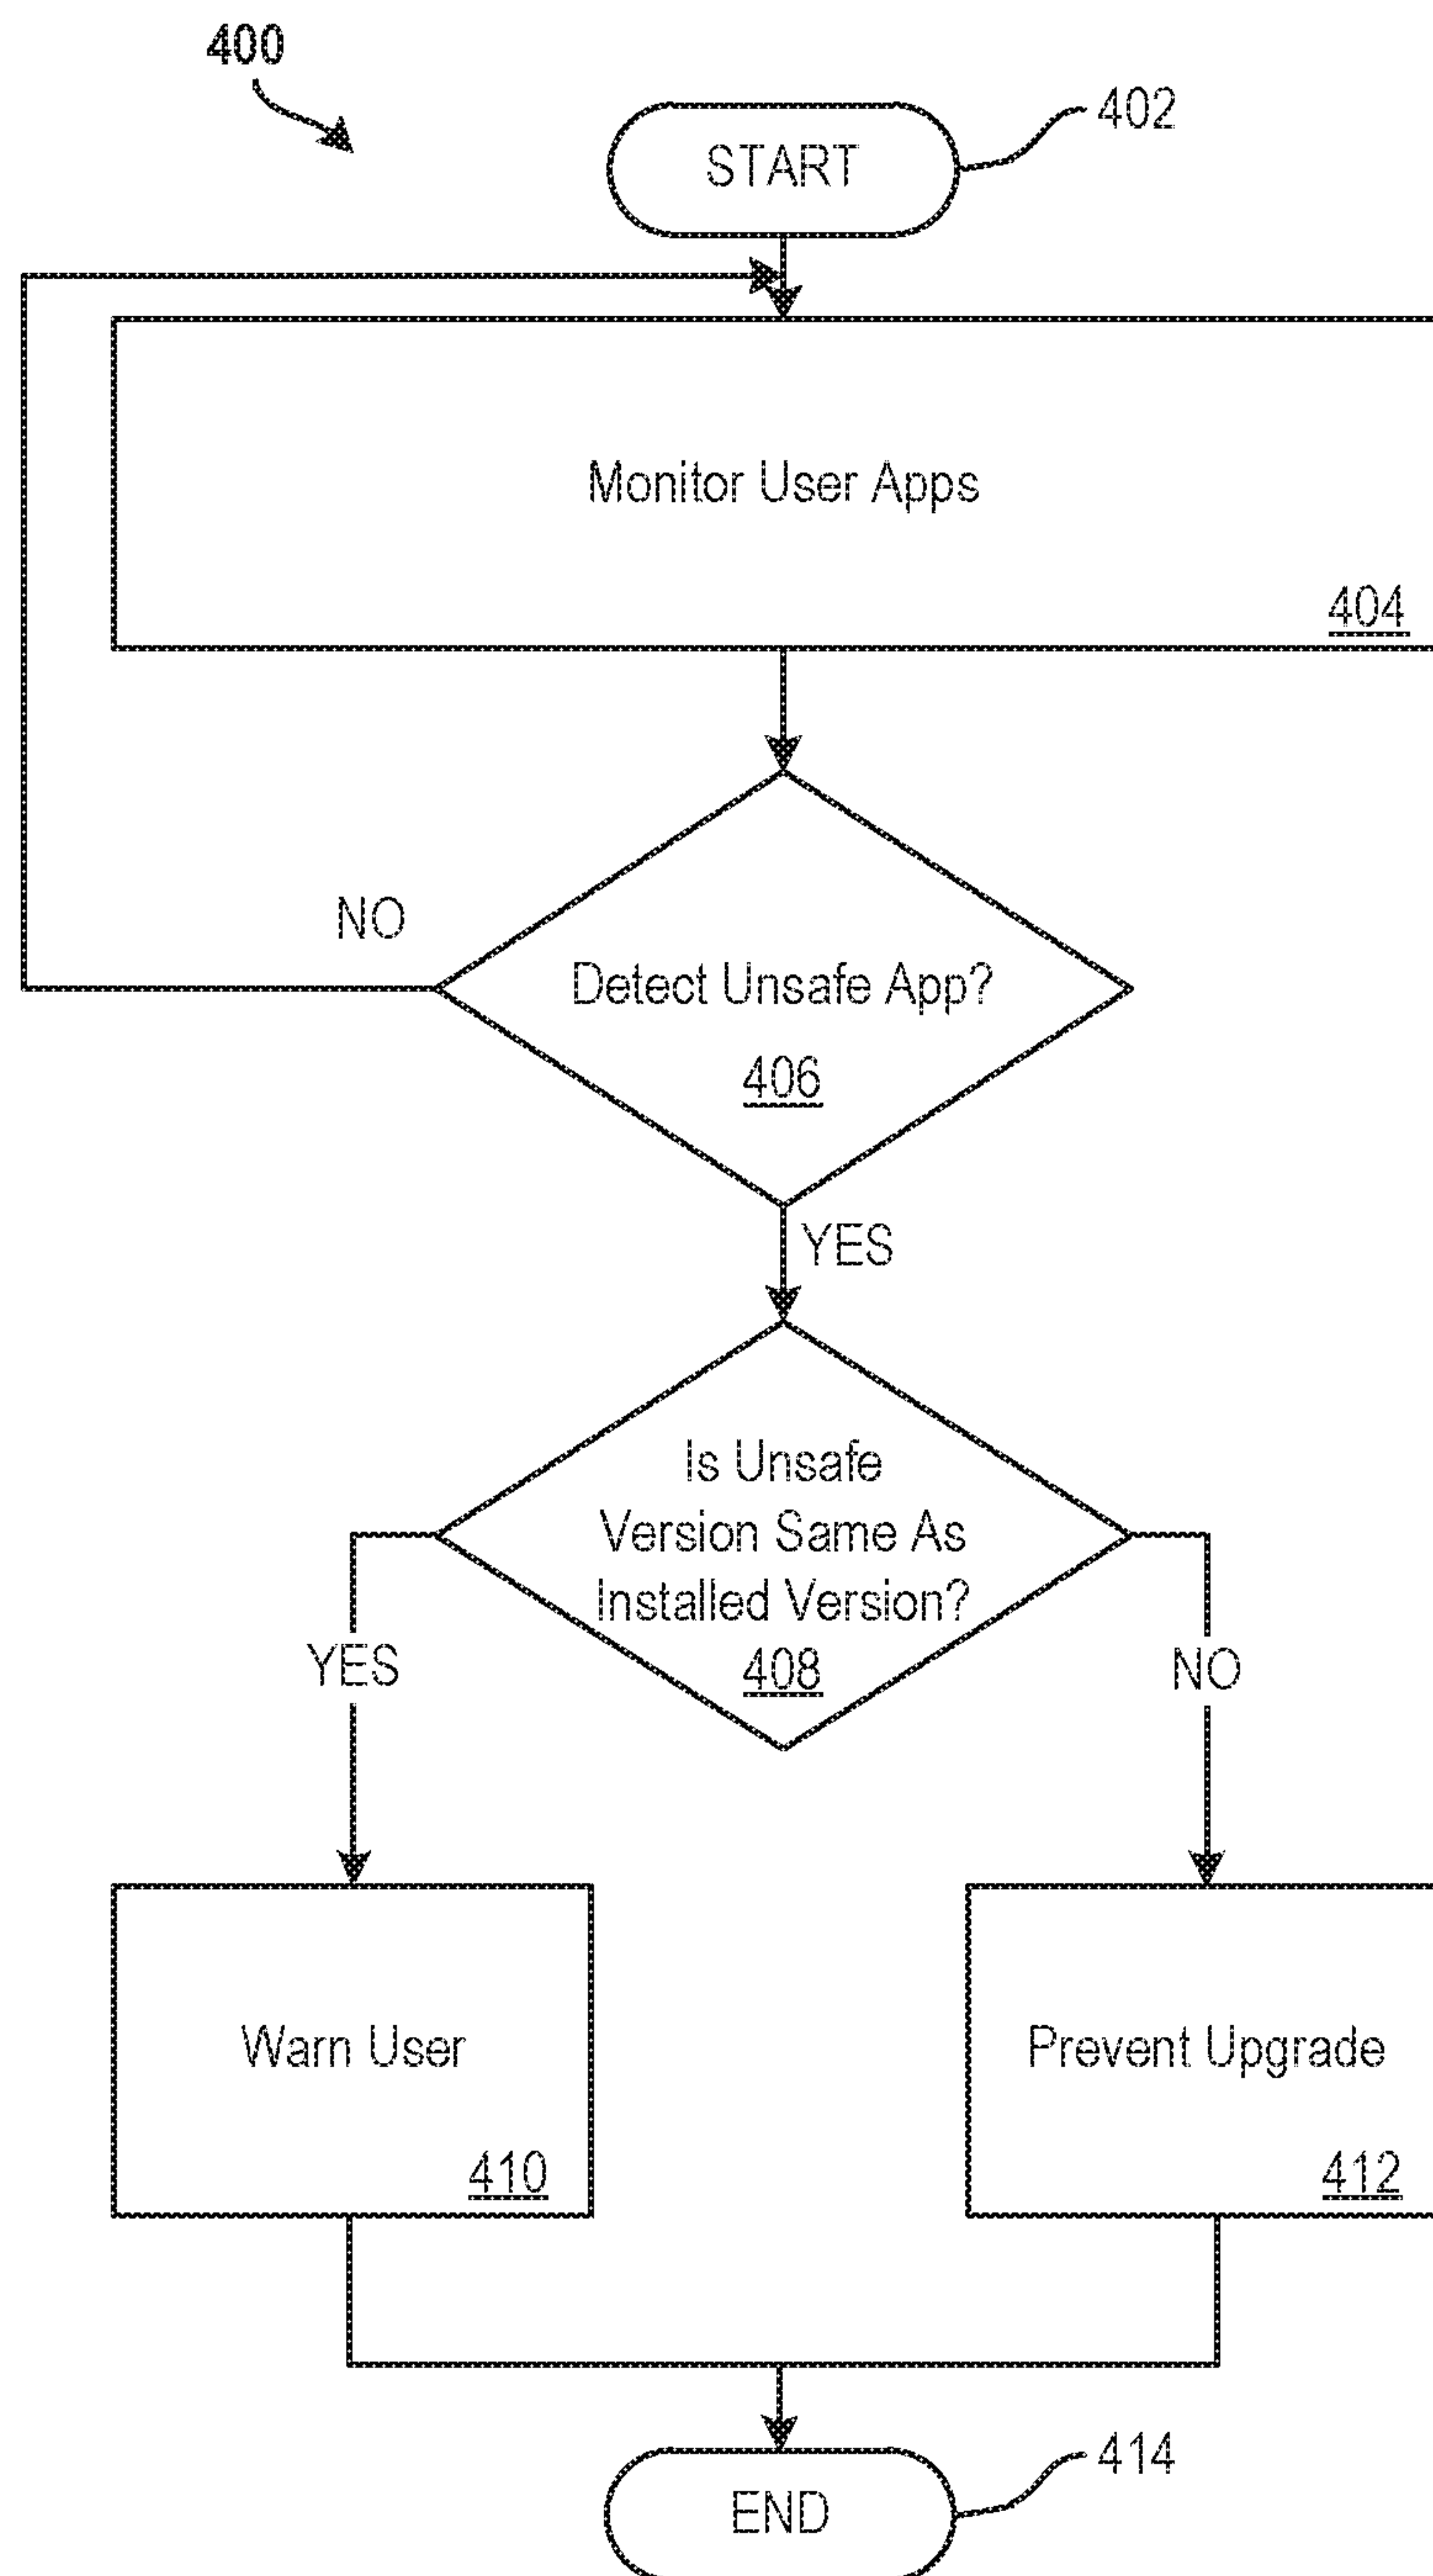 400
402
START
Monitor User Apps
404
NO
Detect Unsafe App?
406
YES
Is Unsafe
Version Same As
Installed Version?
408
YES
NO
Warn User
410
Prevent Upgrade
412
414
END